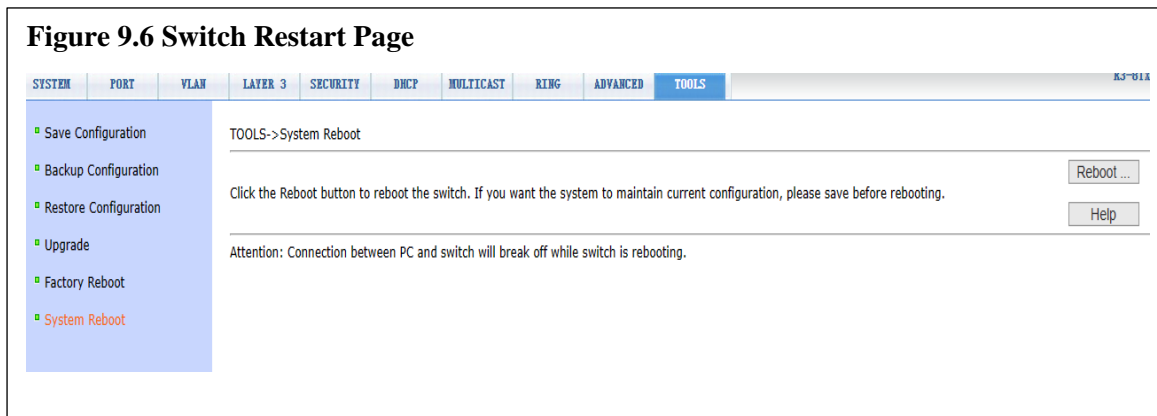 Figure 9.6 Switch Restart Page
SYSTEM PORT VLAN LAYER 3 SECURITY DHCP MULTICAST RING ADVANCED TOOLS
Save Configuration
Backup Configuration
Restore Configuration
Upgrade
Factory Reboot
System Reboot
TOOLS->System Reboot
Click the Reboot button to reboot the switch. If you want the system to maintain current configuration, please save before rebooting.
Reboot ...
Help
Attention: Connection between PC and switch will break off while switch is rebooting.